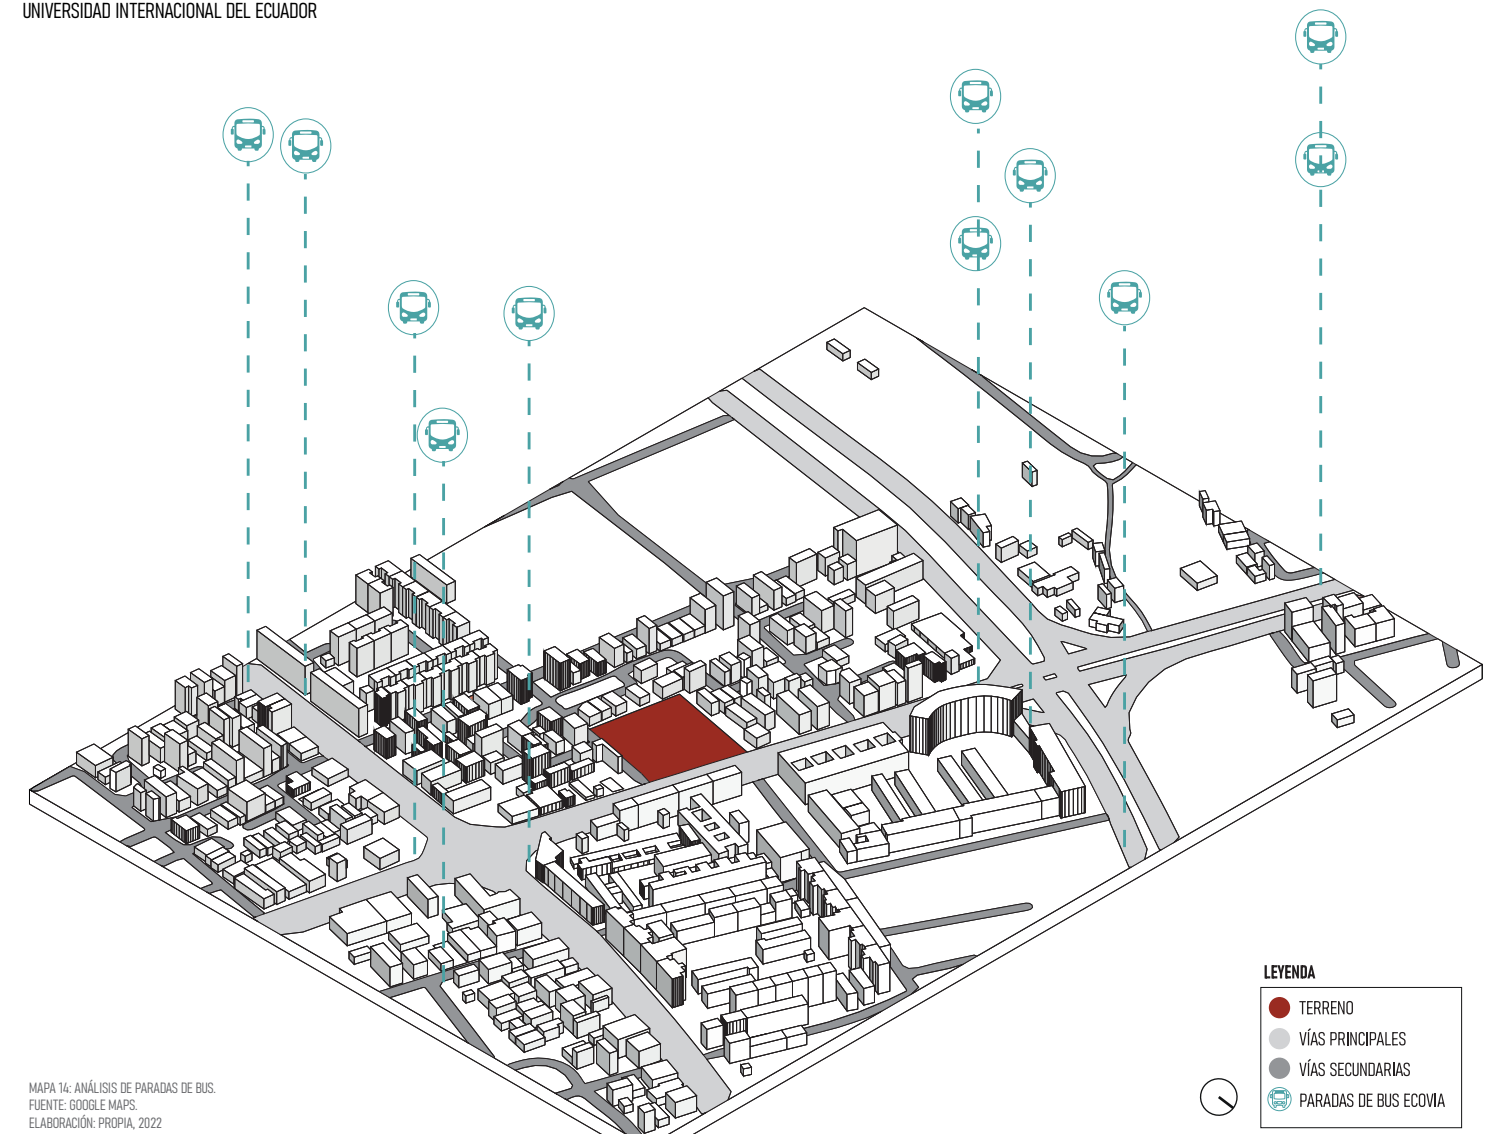 UNIVERSIDAD INTERNACIONAL DEL ECUADOR
LEYENDA
TERRENO
VÍAS PRINCIPALES
VÍAS SECUNDARIAS
PARADAS DE BUS ECOVIA
MAPA 14: ANÁLISIS DE PARADAS DE BUS.
FUENTE: GOOGLE MAPS.
ELABORACIÓN: PROPIA, 2022